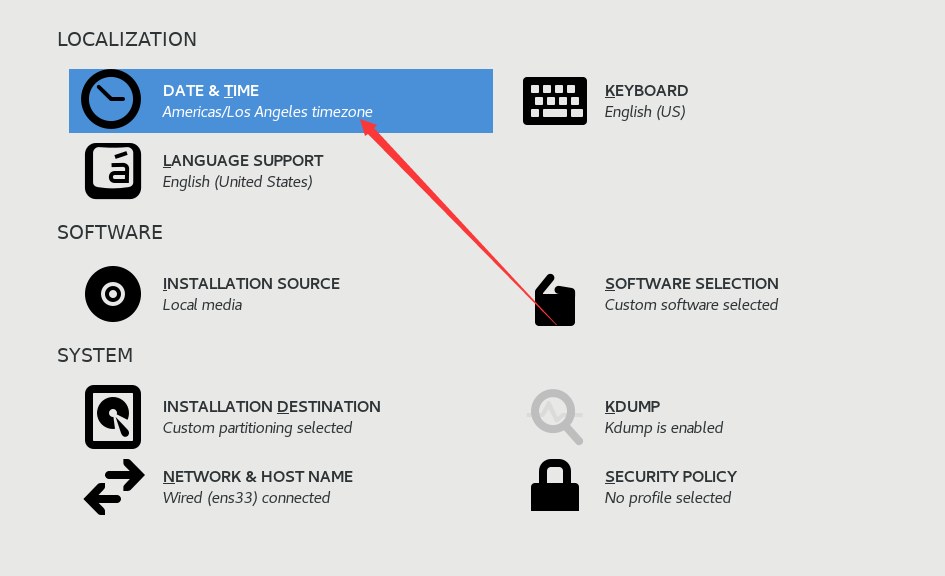 LOCALIZATION
DATE & TIME
Americas/Los Angeles timezone
KEYBOARD
English (US)
LANGUAGE SUPPORT
English (United States)
SOFTWARE
INSTALLATION SOURCE
Local media
SOFTWARE SELECTION
Custom software selected
SYSTEM
INSTALLATION DESTINATION
Custom partitioning selected
KDUMP
Kdump is enabled
NETWORK & HOST NAME
Wired (ens33) connected
SECURITY POLICY
No profile selected